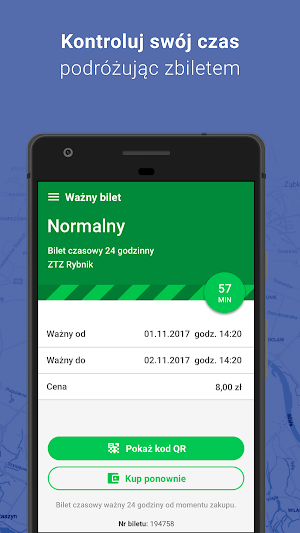 Kontroluj swój czas
podróżując zbiletem
Ważny bilet
Normalny
Bilet czasowy 24 godzinny
ZTZ Rybnik
57
MIN
Ważny od 01.11.2017 godz. 14:20
Ważny do 02.11.2017 godz. 14:20
Cena 8,00 zł
Pokaż kod QR
Kup ponownie
Bilet czasowy ważny 24 godziny od momentu zakupu.
Nr biletu: 194758